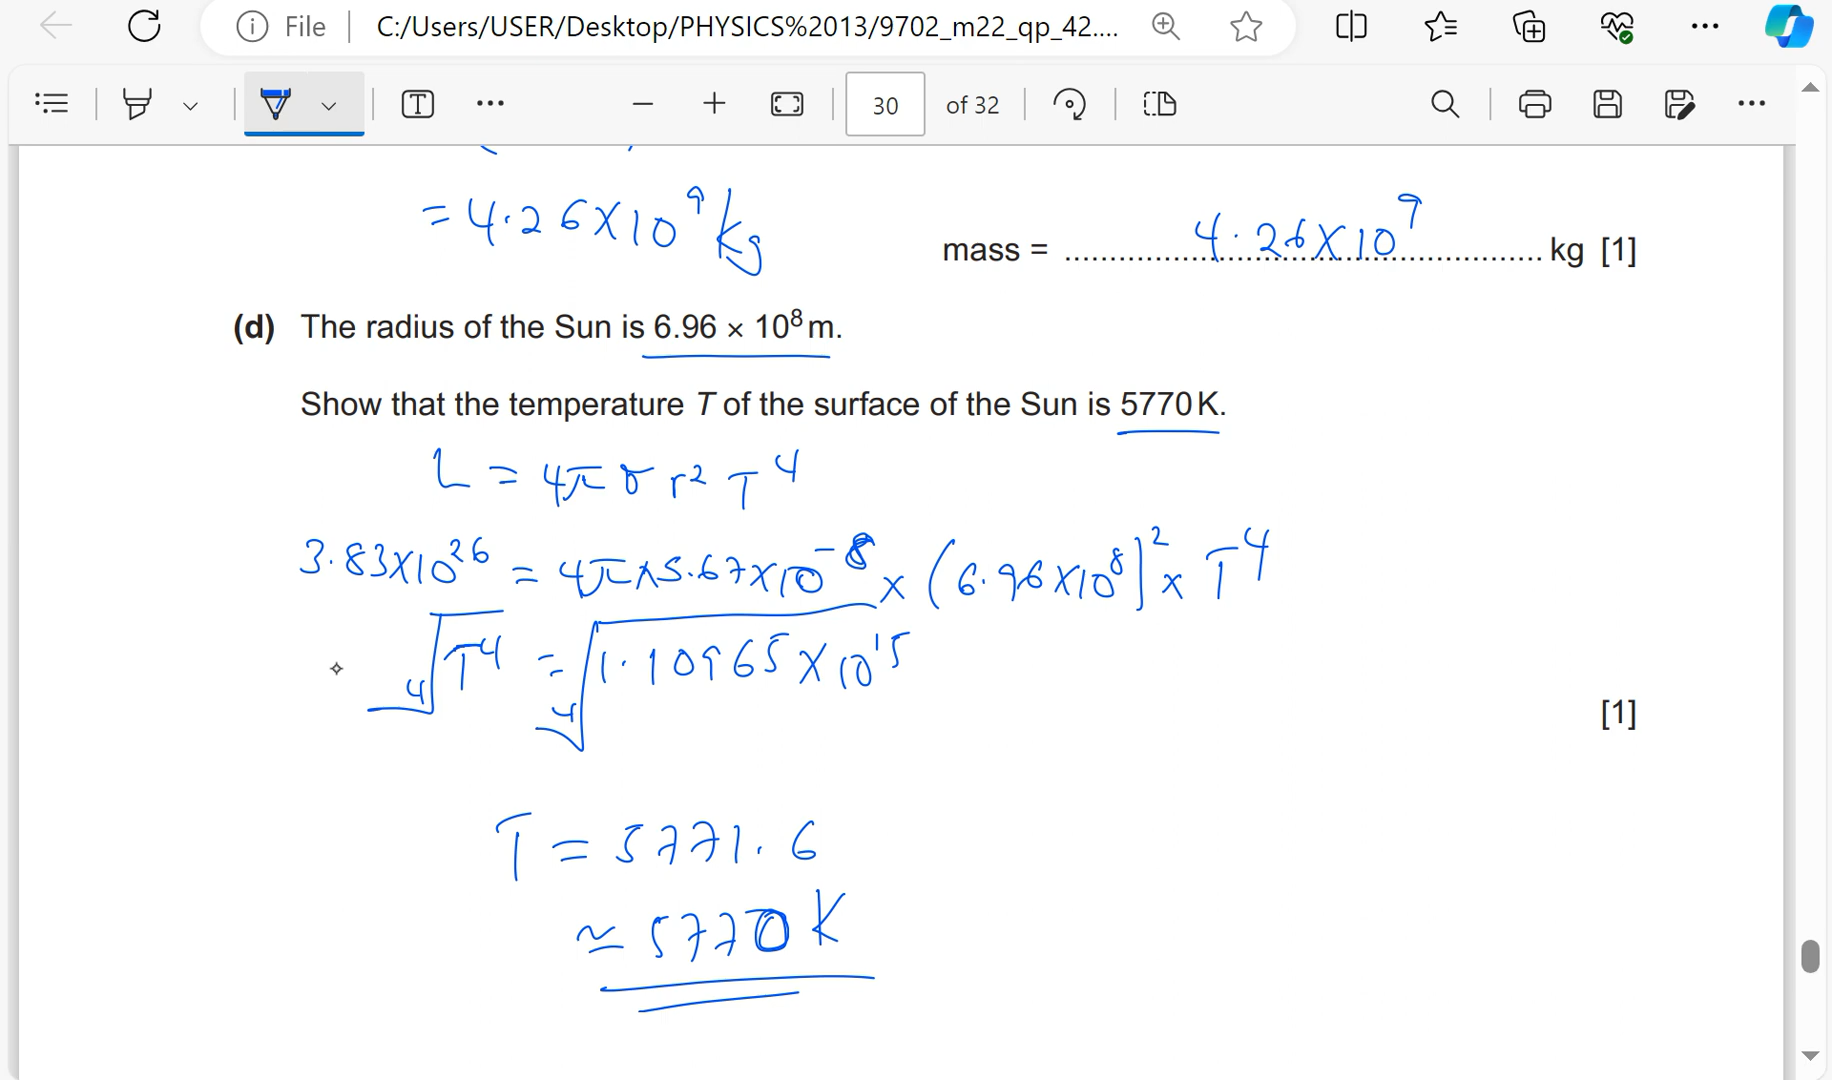 File C:/Users/USER/Desktop/PHYSICS%2013/9702_m22_qp_42....
30 of 32
= 4.26 × 10⁹ kg
mass = 4.26 × 10⁹ kg [1]
(d) The radius of the Sun is 6.96 × 10⁸ m.
Show that the temperature T of the surface of the Sun is 5770 K.
L = 4π σ r² T⁴
3.83×10²⁶ = 4π × 5.67 × 10⁻⁸ × (6.96 × 10⁸)² × T⁴
⁴√T⁴ = ⁴√1.10965 × 10¹⁵
[1]
T = 5771.6
≃ 5770 K